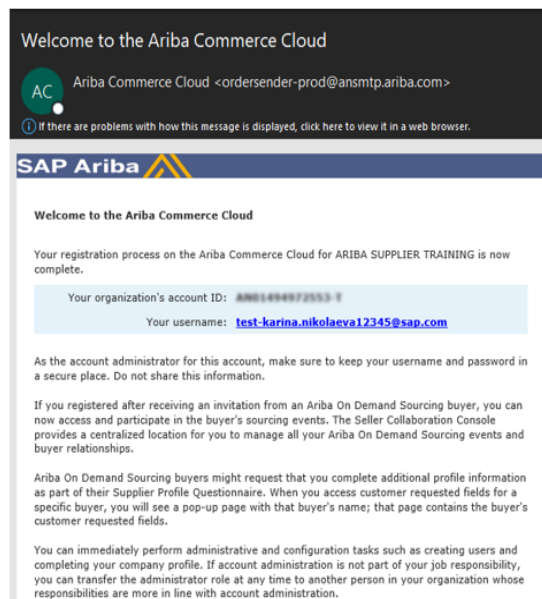 Welcome to the Ariba Commerce Cloud
AC
Ariba Commerce Cloud <ordersender-prod@ansmtp.ariba.com>
If there are problems with how this message is displayed, click here to view it in a web browser.
SAP Ariba
Welcome to the Ariba Commerce Cloud
Your registration process on the Ariba Commerce Cloud for ARIBA SUPPLIER TRAINING is now
complete.
Your organization's account ID:
Your username: test-karina.nikolaeva12345@sap.com
As the account administrator for this account, make sure to keep your username and password in
a secure place. Do not share this information.
If you registered after receiving an invitation from an Ariba On Demand Sourcing buyer, you can
now access and participate in the buyer's sourcing events. The Seller Collaboration Console
provides a centralized location for you to manage all your Ariba On Demand Sourcing events and
buyer relationships.
Ariba On Demand Sourcing buyers might request that you complete additional profile information
as part of their Supplier Profile Questionnaire. When you access customer requested fields for a
specific buyer, you will see a pop-up page with that buyer's name; that page contains the buyer's
customer requested fields.
You can immediately perform administrative and configuration tasks such as creating users and
completing your company profile. If account administration is not part of your job responsibility,
you can transfer the administrator role at any time to another person in your organization whose
responsibilities are more in line with account administration.